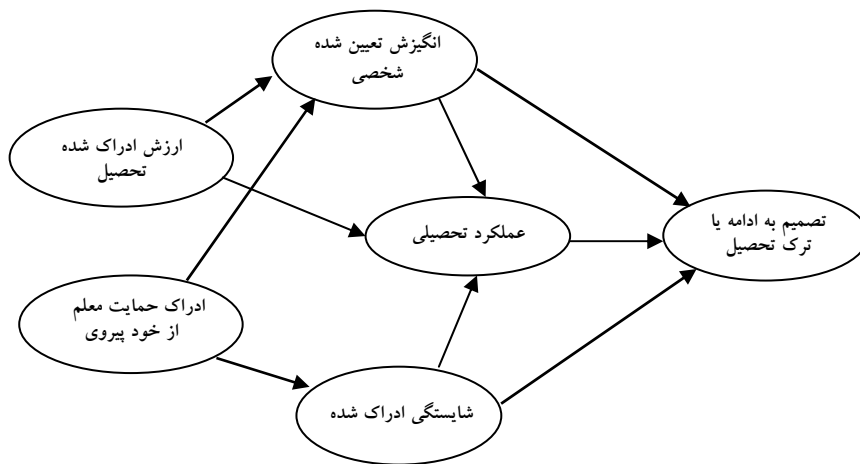 انگیزش تعیین شده
شخصی
ارزش ادراک شده
تحصیل
عملکرد تحصیلی
تصمیم به ادامه یا
ترک تحصیل
ادراک حمایت معلم
از خود پیروی
شایستگی ادراک شده